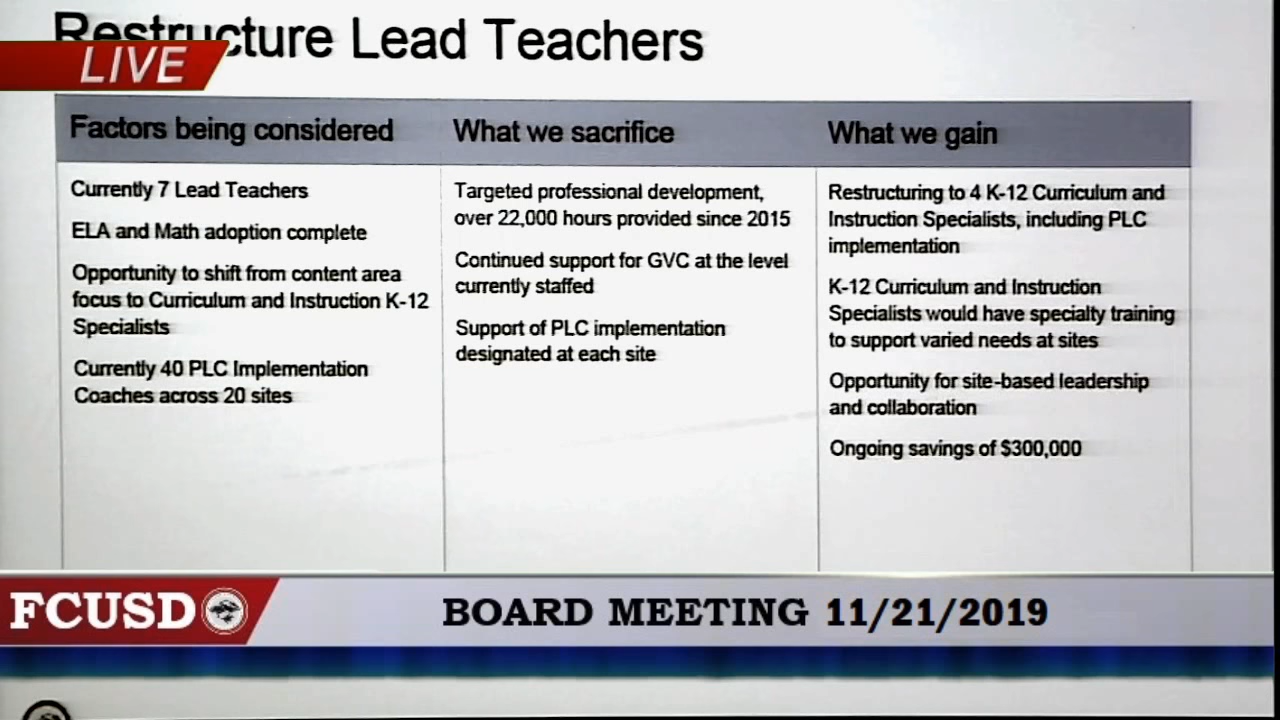 Restructure Lead Teachers
LIVE
Factors being considered
Currently 7 Lead Teachers
ELA and Math adoption complete
Opportunity to shift from content area
focus to Curriculum and Instruction K-12
Specialists
Currently 40 PLC Implementation
Coaches across 20 sites
What we sacrifice
Targeted professional development,
over 22,000 hours provided since 2015
Continued support for GVC at the level
currently staffed
Support of PLC implementation
designated at each site
What we gain
Restructuring to 4 K-12 Curriculum and
Instruction Specialists, including PLC
implementation
K-12 Curriculum and Instruction
Specialists would have specialty training
to support varied needs at sites
Opportunity for site-based leadership
and collaboration
Ongoing savings of $300,000
FCUSD
BOARD MEETING 11/21/2019